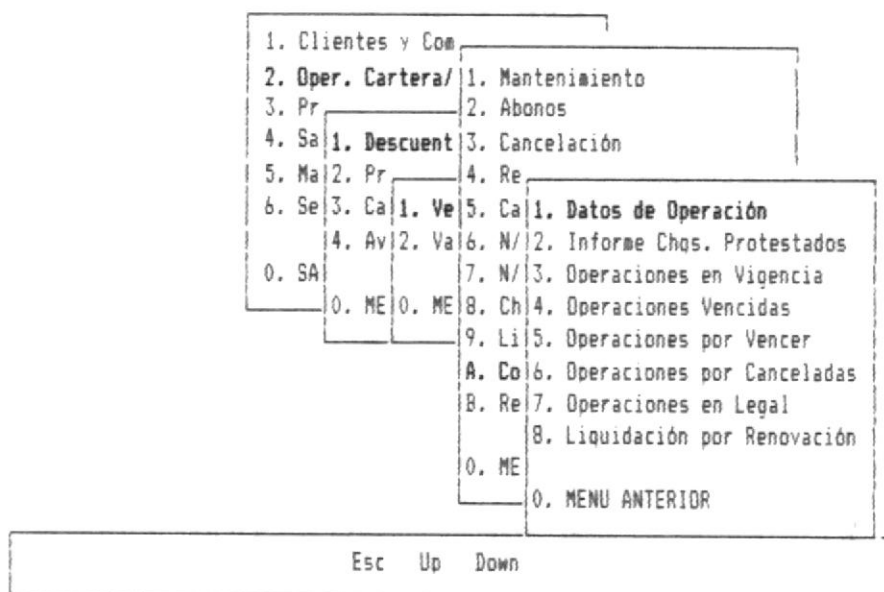 1. Clientes y Com
2. Oper. Cartera/
3. Pr
4. Sa
5. Ma
6. Se
0. SA
1. Descuent
2. Pr
3. Ca
4. Av
0. ME
1. Ve
2. Va
0. ME
1. Mantenimiento
2. Abonos
3. Cancelación
4. Re
5. Ca
6. N/
7. N/
8. Ch
9. Li
A. Co
B. Re
0. ME
1. Datos de Operación
2. Informe Chqs. Protestados
3. Operaciones en Vigencia
4. Operaciones Vencidas
5. Operaciones por Vencer
6. Operaciones por Canceladas
7. Operaciones en Legal
8. Liquidación por Renovación
0. MENU ANTERIOR
Esc Up Down